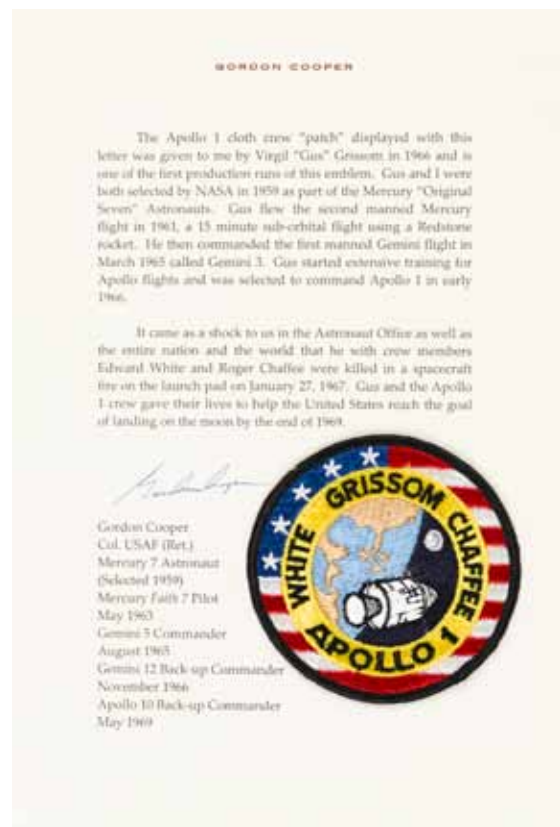 GORDON COOPER
The Apollo 1 cloth crew "patch" displayed with this
letter was given to me by Virgil "Gus" Grissom in 1966 and is
one of the first production runs of this emblem. Gus and I were
both selected by NASA in 1959 as part of the Mercury "Original
Seven" Astronauts. Gus flew the second manned Mercury
flight in 1961, a 15 minute sub-orbital flight using a Redstone
rocket. He then commanded the first manned Gemini flight in
March 1965 called Gemini 3. Gus started extensive training for
Apollo flights and was selected to command Apollo 1 in early
1966.
It came as a shock to us in the Astronaut Office as well as
the entire nation and the world that he with crew members
Edward White and Roger Chaffee were killed in a spacecraft
fire on the launch pad on January 27, 1967. Gus and the Apollo
1 crew gave their lives to help the United States reach the goal
of landing on the moon by the end of 1969.
Gordon Cooper
Gordon Cooper
Col. USAF (Ret.)
Mercury 7 Astronaut
(Selected 1959)
Mercury Faith 7 Pilot
May 1963
Gemini 5 Commander
August 1965
Gemini 12 Back-up Commander
November 1966
Apollo 10 Back-up Commander
May 1969
WHITE GRISSOM CHAFFEE
APOLLO 1